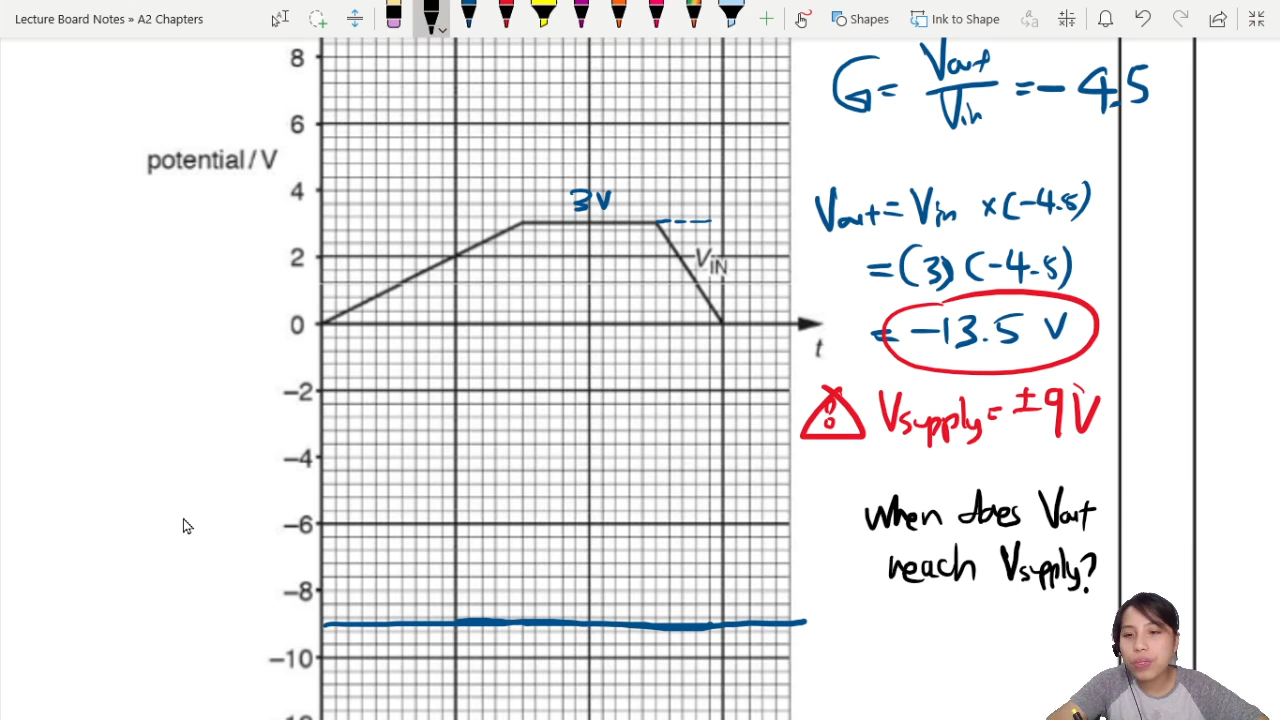 Lecture Board Notes » A2 Chapters
Shapes
Ink to Shape
8
6
potential / V
4
2
0
−2
−4
−6
−8
−10
3V
V_IN
t
G = Vout/Vin = -4.5
Vout = Vin × (-4.5)
= (3) (-4.5)
= -13.5 V
Vsupply = ±9V
When does Vout
reach Vsupply?